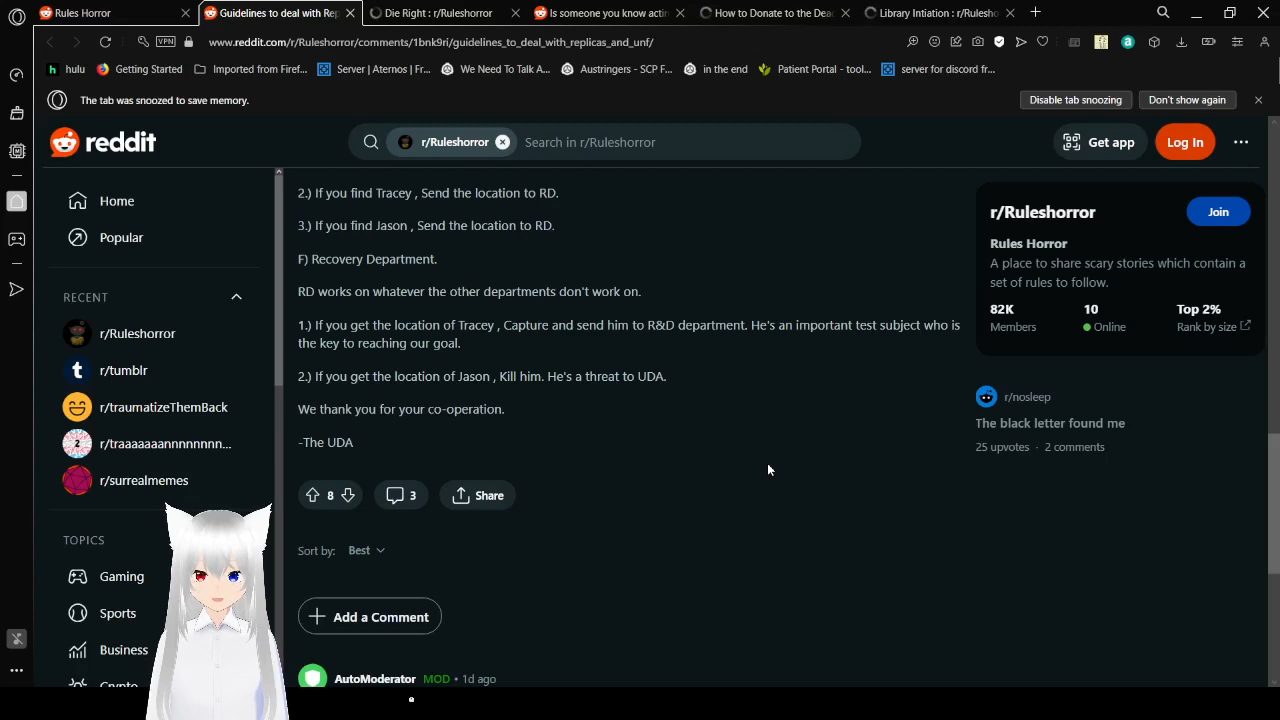 Rules Horror
Guidelines to deal with Rep
Die Right : r/Ruleshorror
Is someone you know actin
How to Donate to the Dea
Library Intiation : r/Rulesho
VPN
www.reddit.com/r/Ruleshorror/comments/1bnk9ri/guidelines_to_deal_with_replicas_and_unf/
hulu
Getting Started
Imported from Firef...
Server | Aternos | Fr...
We Need To Talk A...
Austringers - SCP F...
in the end
Patient Portal - tool...
server for discord fr...
The tab was snoozed to save memory.
Disable tab snoozing
Don't show again
reddit
r/Ruleshorror
Search in r/Ruleshorror
Get app
Log In
Home
Popular
RECENT
r/Ruleshorror
r/tumblr
r/traumatizeThemBack
r/traaaaaaannnnnnnn...
r/surrealmemes
TOPICS
Gaming
Sports
Business
Crypto
2.) If you find Tracey , Send the location to RD.
3.) If you find Jason , Send the location to RD.
F) Recovery Department.
RD works on whatever the other departments don't work on.
1.) If you get the location of Tracey , Capture and send him to R&D department. He's an important test subject who is
the key to reaching our goal.
2.) If you get the location of Jason , Kill him. He's a threat to UDA.
We thank you for your co-operation.
-The UDA
8
3
Share
Sort by:
Best
Add a Comment
AutoModerator MOD • 1d ago
r/Ruleshorror
Join
Rules Horror
A place to share scary stories which contain a
set of rules to follow.
82K
10
Top 2%
Members
Online
Rank by size
r/nosleep
The black letter found me
25 upvotes · 2 comments